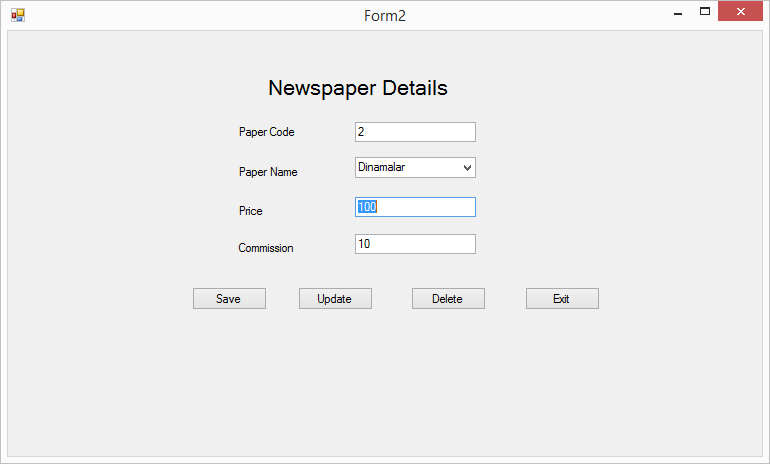 Form2
Newspaper Details
Paper Code 2
Paper Name Dinamalar
Price 100
Commission 10
Save Update Delete Exit